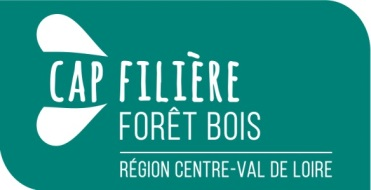 CAP FILIÈRE
FORÊT BOIS
RÉGION CENTRE-VAL DE LOIRE